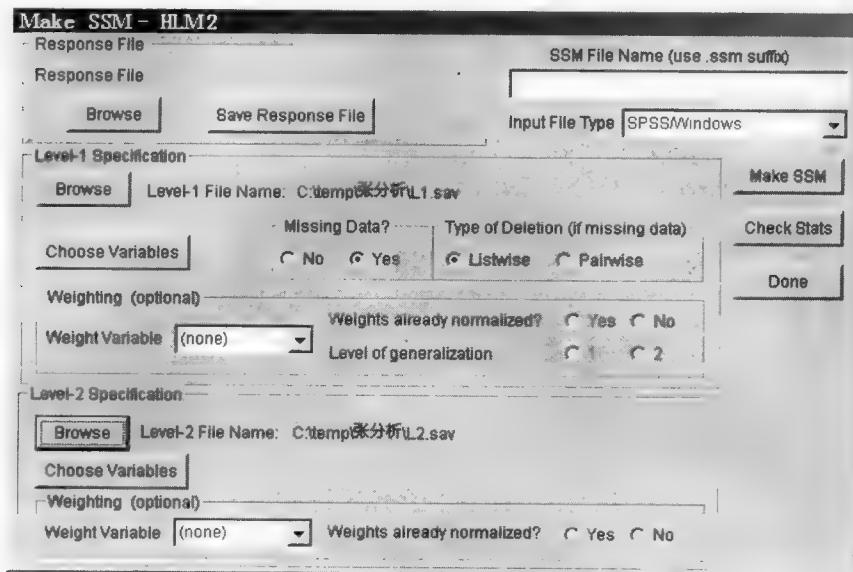 Make SSM - HLM2
Response File
Response File
Browse
Save Response File
SSM File Name (use .ssm suffix)
Input File Type
SPSS/Windows
Level-1 Specification
Browse
Level-1 File Name: C:\temp\张分析\L1.sav
Make SSM
Choose Variables
Missing Data?
No
Yes
Type of Deletion (if missing data)
Listwise
Pairwise
Check Stats
Done
Weighting (optional)
Weight Variable
(none)
Weights already normalized?
Yes
No
Level of generalization
1
2
Level-2 Specification
Browse
Level-2 File Name: C:\temp\张分析\L2.sav
Choose Variables
Weighting (optional)
Weight Variable
(none)
Weights already normalized?
Yes
No